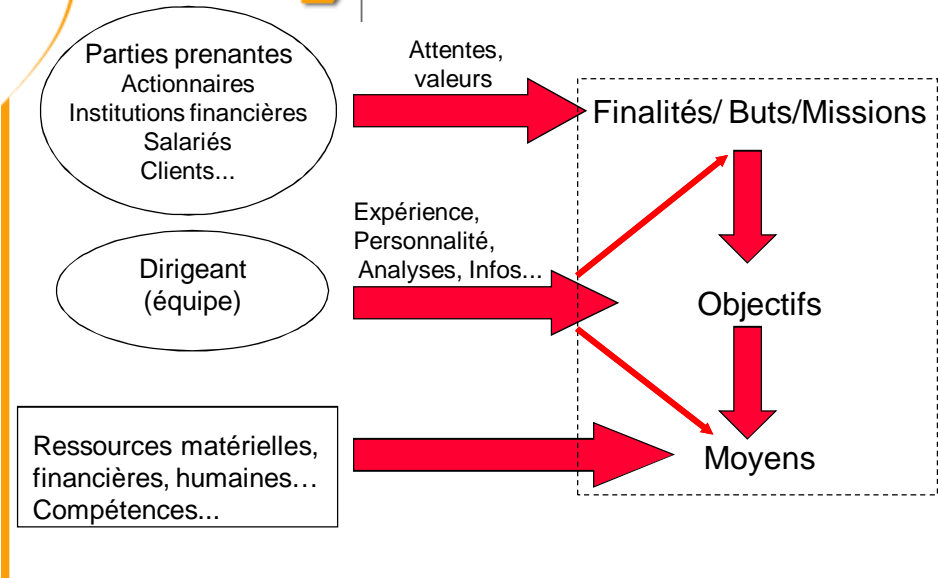 Parties prenantes
Actionnaires
Institutions financières
Salariés
Clients...
Attentes,
valeurs
Finalités/ Buts/Missions
Expérience,
Personnalité,
Analyses, Infos...
Dirigeant
(équipe)
Objectifs
Ressources matérielles,
financières, humaines…
Compétences...
Moyens